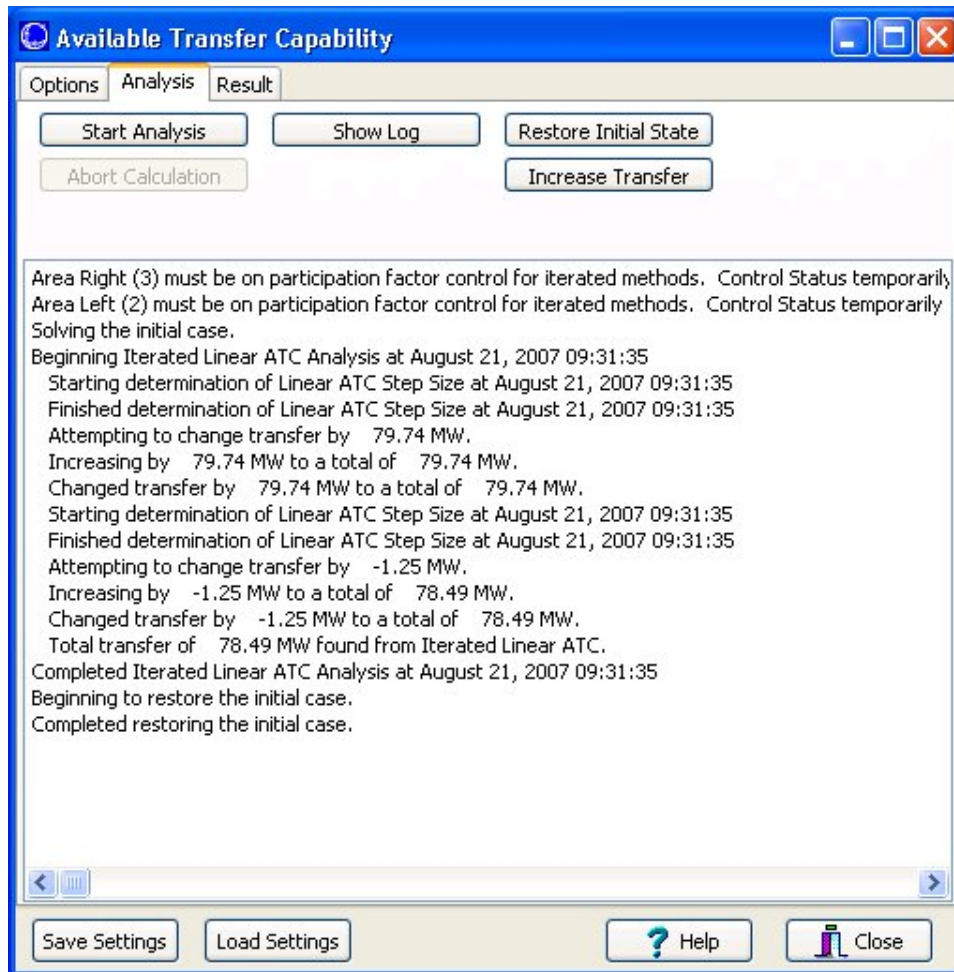 Available Transfer Capability
Options Analysis Result
Start Analysis Show Log Restore Initial State
Abort Calculation Increase Transfer
Area Right (3) must be on participation factor control for iterated methods. Control Status temporarily
Area Left (2) must be on participation factor control for iterated methods. Control Status temporarily
Solving the initial case.
Beginning Iterated Linear ATC Analysis at August 21, 2007 09:31:35
Starting determination of Linear ATC Step Size at August 21, 2007 09:31:35
Finished determination of Linear ATC Step Size at August 21, 2007 09:31:35
Attempting to change transfer by 79.74 MW.
Increasing by 79.74 MW to a total of 79.74 MW.
Changed transfer by 79.74 MW to a total of 79.74 MW.
Starting determination of Linear ATC Step Size at August 21, 2007 09:31:35
Finished determination of Linear ATC Step Size at August 21, 2007 09:31:35
Attempting to change transfer by -1.25 MW.
Increasing by -1.25 MW to a total of 78.49 MW.
Changed transfer by -1.25 MW to a total of 78.49 MW.
Total transfer of 78.49 MW found from Iterated Linear ATC.
Completed Iterated Linear ATC Analysis at August 21, 2007 09:31:35
Beginning to restore the initial case.
Completed restoring the initial case.
Save Settings Load Settings ? Help Close